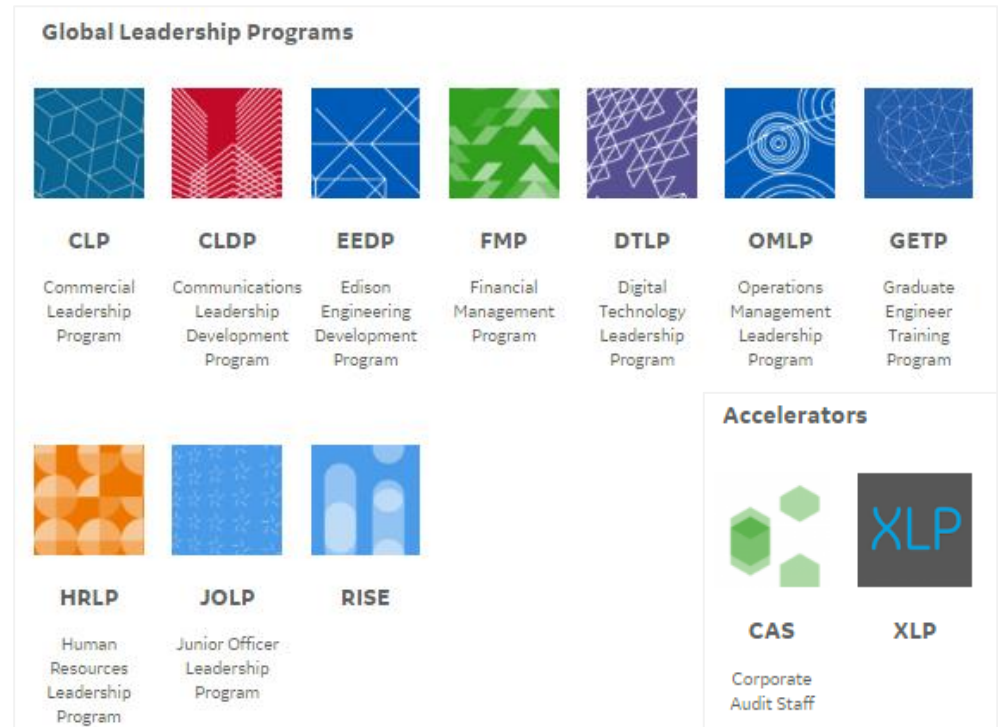 Global Leadership Programs
CLP
Commercial
Leadership
Program
CLDP
Communications
Leadership
Development
Program
EEDP
Edison
Engineering
Development
Program
FMP
Financial
Management
Program
DTLP
Digital
Technology
Leadership
Program
OMLP
Operations
Management
Leadership
Program
GETP
Graduate
Engineer
Training
Program
HRLP
Human
Resources
Leadership
Program
JOLP
Junior Officer
Leadership
Program
RISE
Accelerators
CAS
Corporate
Audit Staff
XLP
XLP